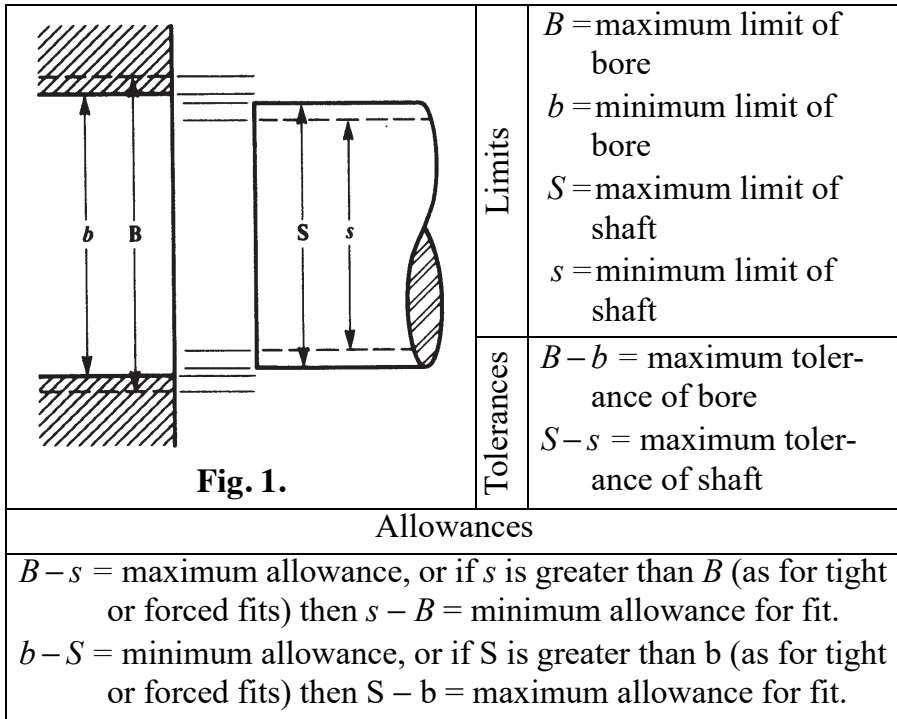 b
B
S
s
Fig. 1.
Limits
B = maximum limit of
bore
b = minimum limit of
bore
S = maximum limit of
shaft
s = minimum limit of
shaft
Tolerances
B – b = maximum toler-
ance of bore
S – s = maximum toler-
ance of shaft
Allowances
B – s = maximum allowance, or if s is greater than B (as for tight
or forced fits) then s – B = minimum allowance for fit.
b – S = minimum allowance, or if S is greater than b (as for tight
or forced fits) then S – b = maximum allowance for fit.